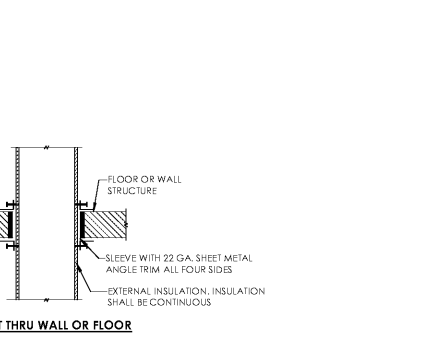 FLOOR OR WALL
STRUCTURE
SLEEVE WITH 22 GA. SHEET METAL
ANGLE TRIM ALL FOUR SIDES
EXTERNAL INSULATION. INSULATION
SHALL BE CONTINUOUS
T THRU WALL OR FLOOR